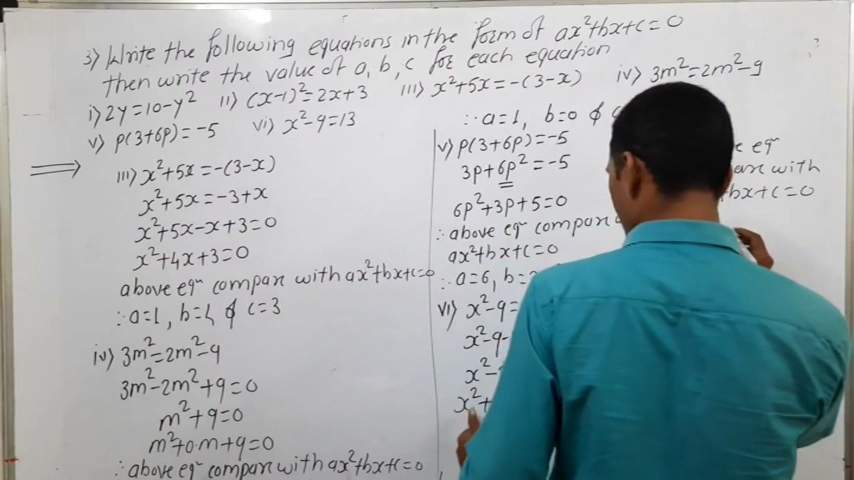 3) Write the following equations in the form of ax²+bx+c=0
then write the value of a, b, c for each equation
i) 2y=10-y² ii) (x-1)²=2x+3 iii) x²+5x=-(3-x) iv) 3m²=2m²-9
v) p(3+6p)=-5 vi) x²-9=13
iii) x²+5x=-(3-x)
x²+5x=-3+x
x²+5x-x+3=0
x²+4x+3=0
above eqⁿ compare with ax²+bx+c=0
∴ a=1, b=4 & c=3
iv) 3m²=2m²-9
3m²-2m²+9=0
m²+9=0
m²+0·m+9=0
∴ above eqⁿ compare with ax²+bx+c=0
∴ a=1, b=0 &
v) p(3+6p)=-5
3p+6p²=-5
6p²+3p+5=0
∴ above eqⁿ compare
ax²+bx+c=0
∴ a=6, b=
vi) x²-9=
x²-9-
x²-
x²+
eqⁿ
with
bx+c=0